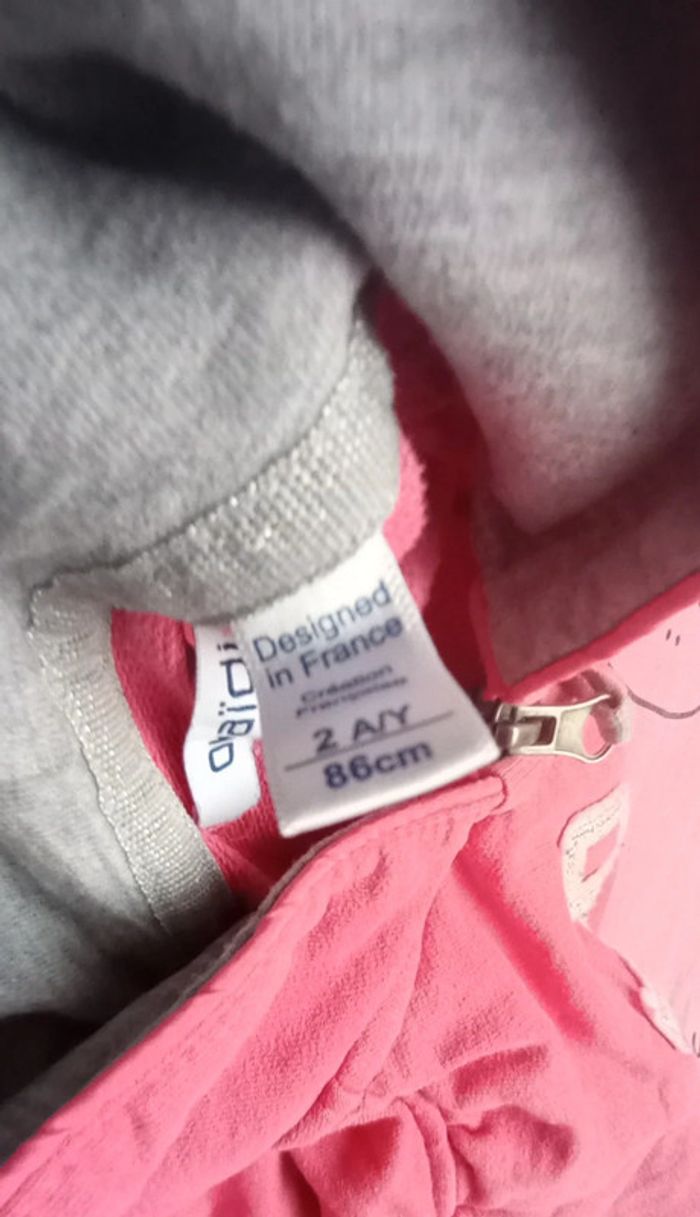 Designed
in France
Création
Française
2 A/Y
86cm